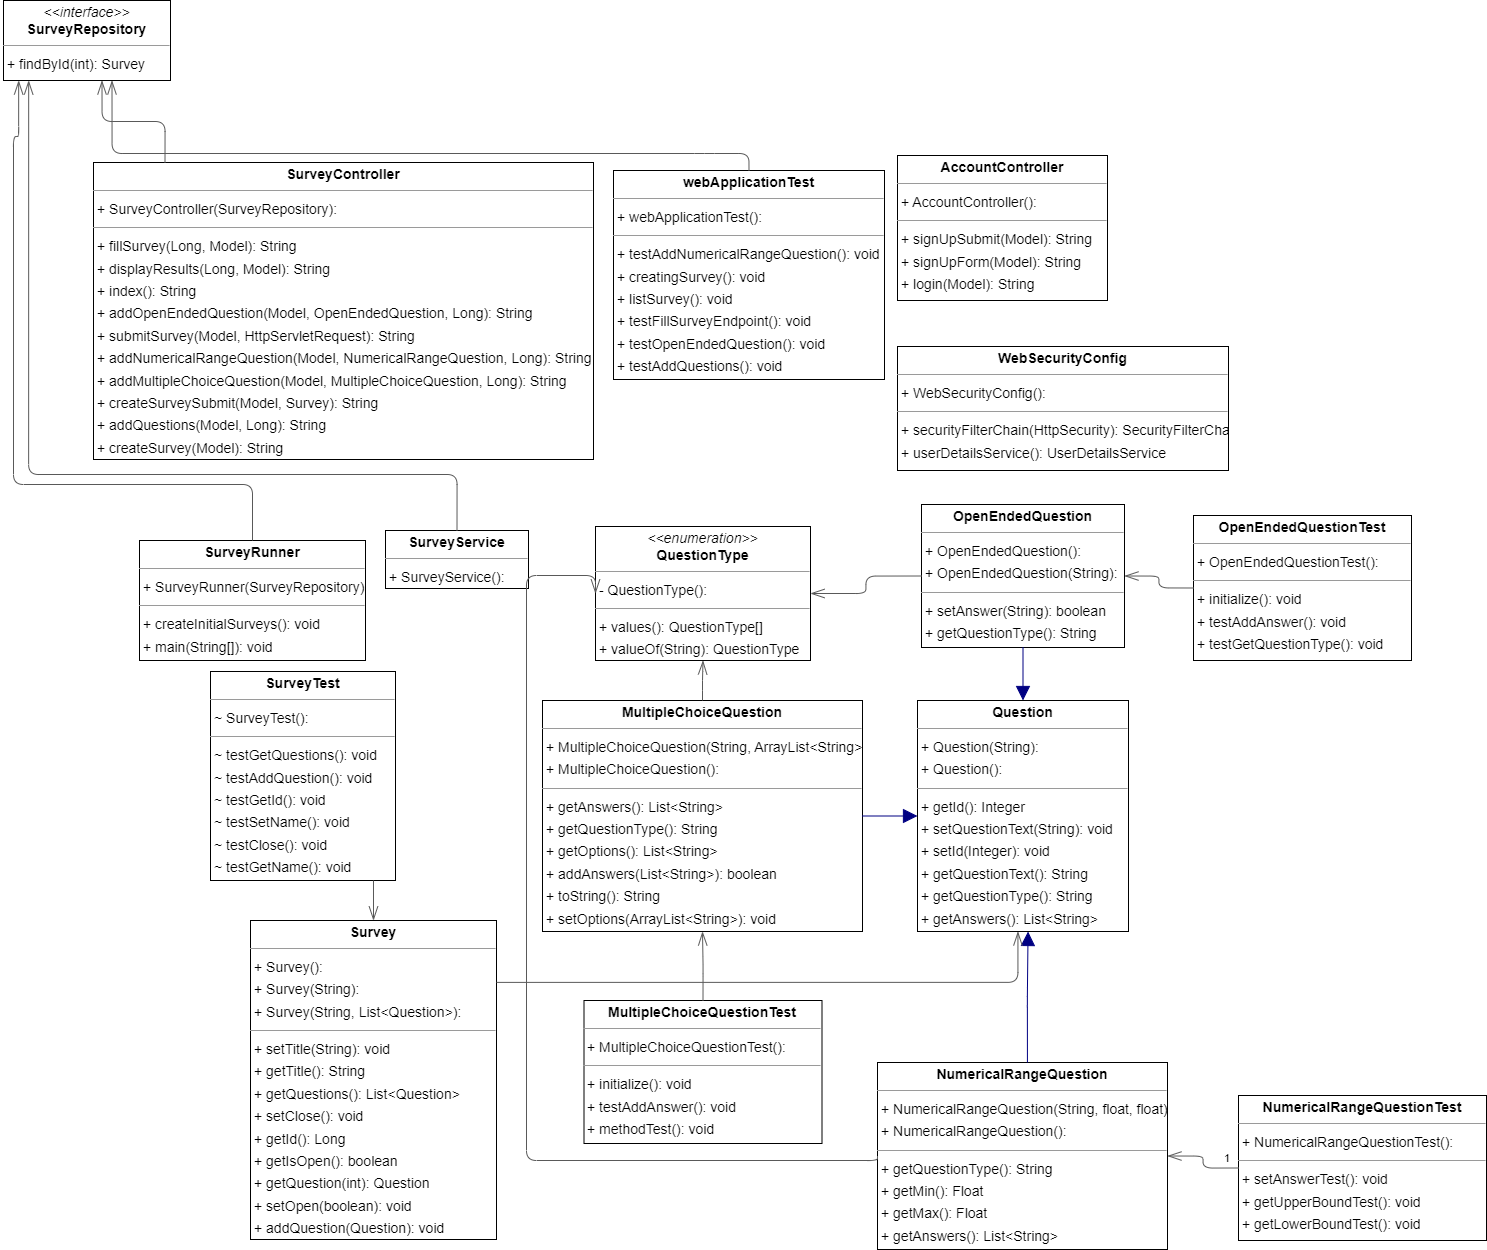 <<interface>>
SurveyRepository
+ findById(int): Survey
SurveyController
+ SurveyController(SurveyRepository):
+ fillSurvey(Long, Model): String
+ displayResults(Long, Model): String
+ index(): String
+ addOpenEndedQuestion(Model, OpenEndedQuestion, Long): String
+ submitSurvey(Model, HttpServletRequest): String
+ addNumericalRangeQuestion(Model, NumericalRangeQuestion, Long): String
+ addMultipleChoiceQuestion(Model, MultipleChoiceQuestion, Long): String
+ createSurveySubmit(Model, Survey): String
+ addQuestions(Model, Long): String
+ createSurvey(Model): String
webApplicationTest
+ webApplicationTest():
+ testAddNumericalRangeQuestion(): void
+ creatingSurvey(): void
+ listSurvey(): void
+ testFillSurveyEndpoint(): void
+ testOpenEndedQuestion(): void
+ testAddQuestions(): void
AccountController
+ AccountController():
+ signUpSubmit(Model): String
+ signUpForm(Model): String
+ login(Model): String
WebSecurityConfig
+ WebSecurityConfig():
+ securityFilterChain(HttpSecurity): SecurityFilterCha
+ userDetailsService(): UserDetailsService
SurveyRunner
+ SurveyRunner(SurveyRepository)
+ createInitialSurveys(): void
+ main(String[]): void
SurveyService
+ SurveyService():
<<enumeration>>
QuestionType
- QuestionType():
+ values(): QuestionType[]
+ valueOf(String): QuestionType
OpenEndedQuestion
+ OpenEndedQuestion():
+ OpenEndedQuestion(String):
+ setAnswer(String): boolean
+ getQuestionType(): String
OpenEndedQuestionTest
+ OpenEndedQuestionTest():
+ initialize(): void
+ testAddAnswer(): void
+ testGetQuestionType(): void
SurveyTest
~ SurveyTest():
~ testGetQuestions(): void
~ testAddQuestion(): void
~ testGetId(): void
~ testSetName(): void
~ testClose(): void
~ testGetName(): void
MultipleChoiceQuestion
+ MultipleChoiceQuestion(String, ArrayList<String>
+ MultipleChoiceQuestion():
+ getAnswers(): List<String>
+ getQuestionType(): String
+ getOptions(): List<String>
+ addAnswers(List<String>): boolean
+ toString(): String
+ setOptions(ArrayList<String>): void
Question
+ Question(String):
+ Question():
+ getId(): Integer
+ setQuestionText(String): void
+ setId(Integer): void
+ getQuestionText(): String
+ getQuestionType(): String
+ getAnswers(): List<String>
Survey
+ Survey():
+ Survey(String):
+ Survey(String, List<Question>):
+ setTitle(String): void
+ getTitle(): String
+ getQuestions(): List<Question>
+ setClose(): void
+ getId(): Long
+ getIsOpen(): boolean
+ getQuestion(int): Question
+ setOpen(boolean): void
+ addQuestion(Question): void
MultipleChoiceQuestionTest
+ MultipleChoiceQuestionTest():
+ initialize(): void
+ testAddAnswer(): void
+ methodTest(): void
NumericalRangeQuestion
+ NumericalRangeQuestion(String, float, float)
+ NumericalRangeQuestion():
+ getQuestionType(): String
+ getMin(): Float
+ getMax(): Float
+ getAnswers(): List<String>
1
NumericalRangeQuestionTest
+ NumericalRangeQuestionTest():
+ setAnswerTest(): void
+ getUpperBoundTest(): void
+ getLowerBoundTest(): void